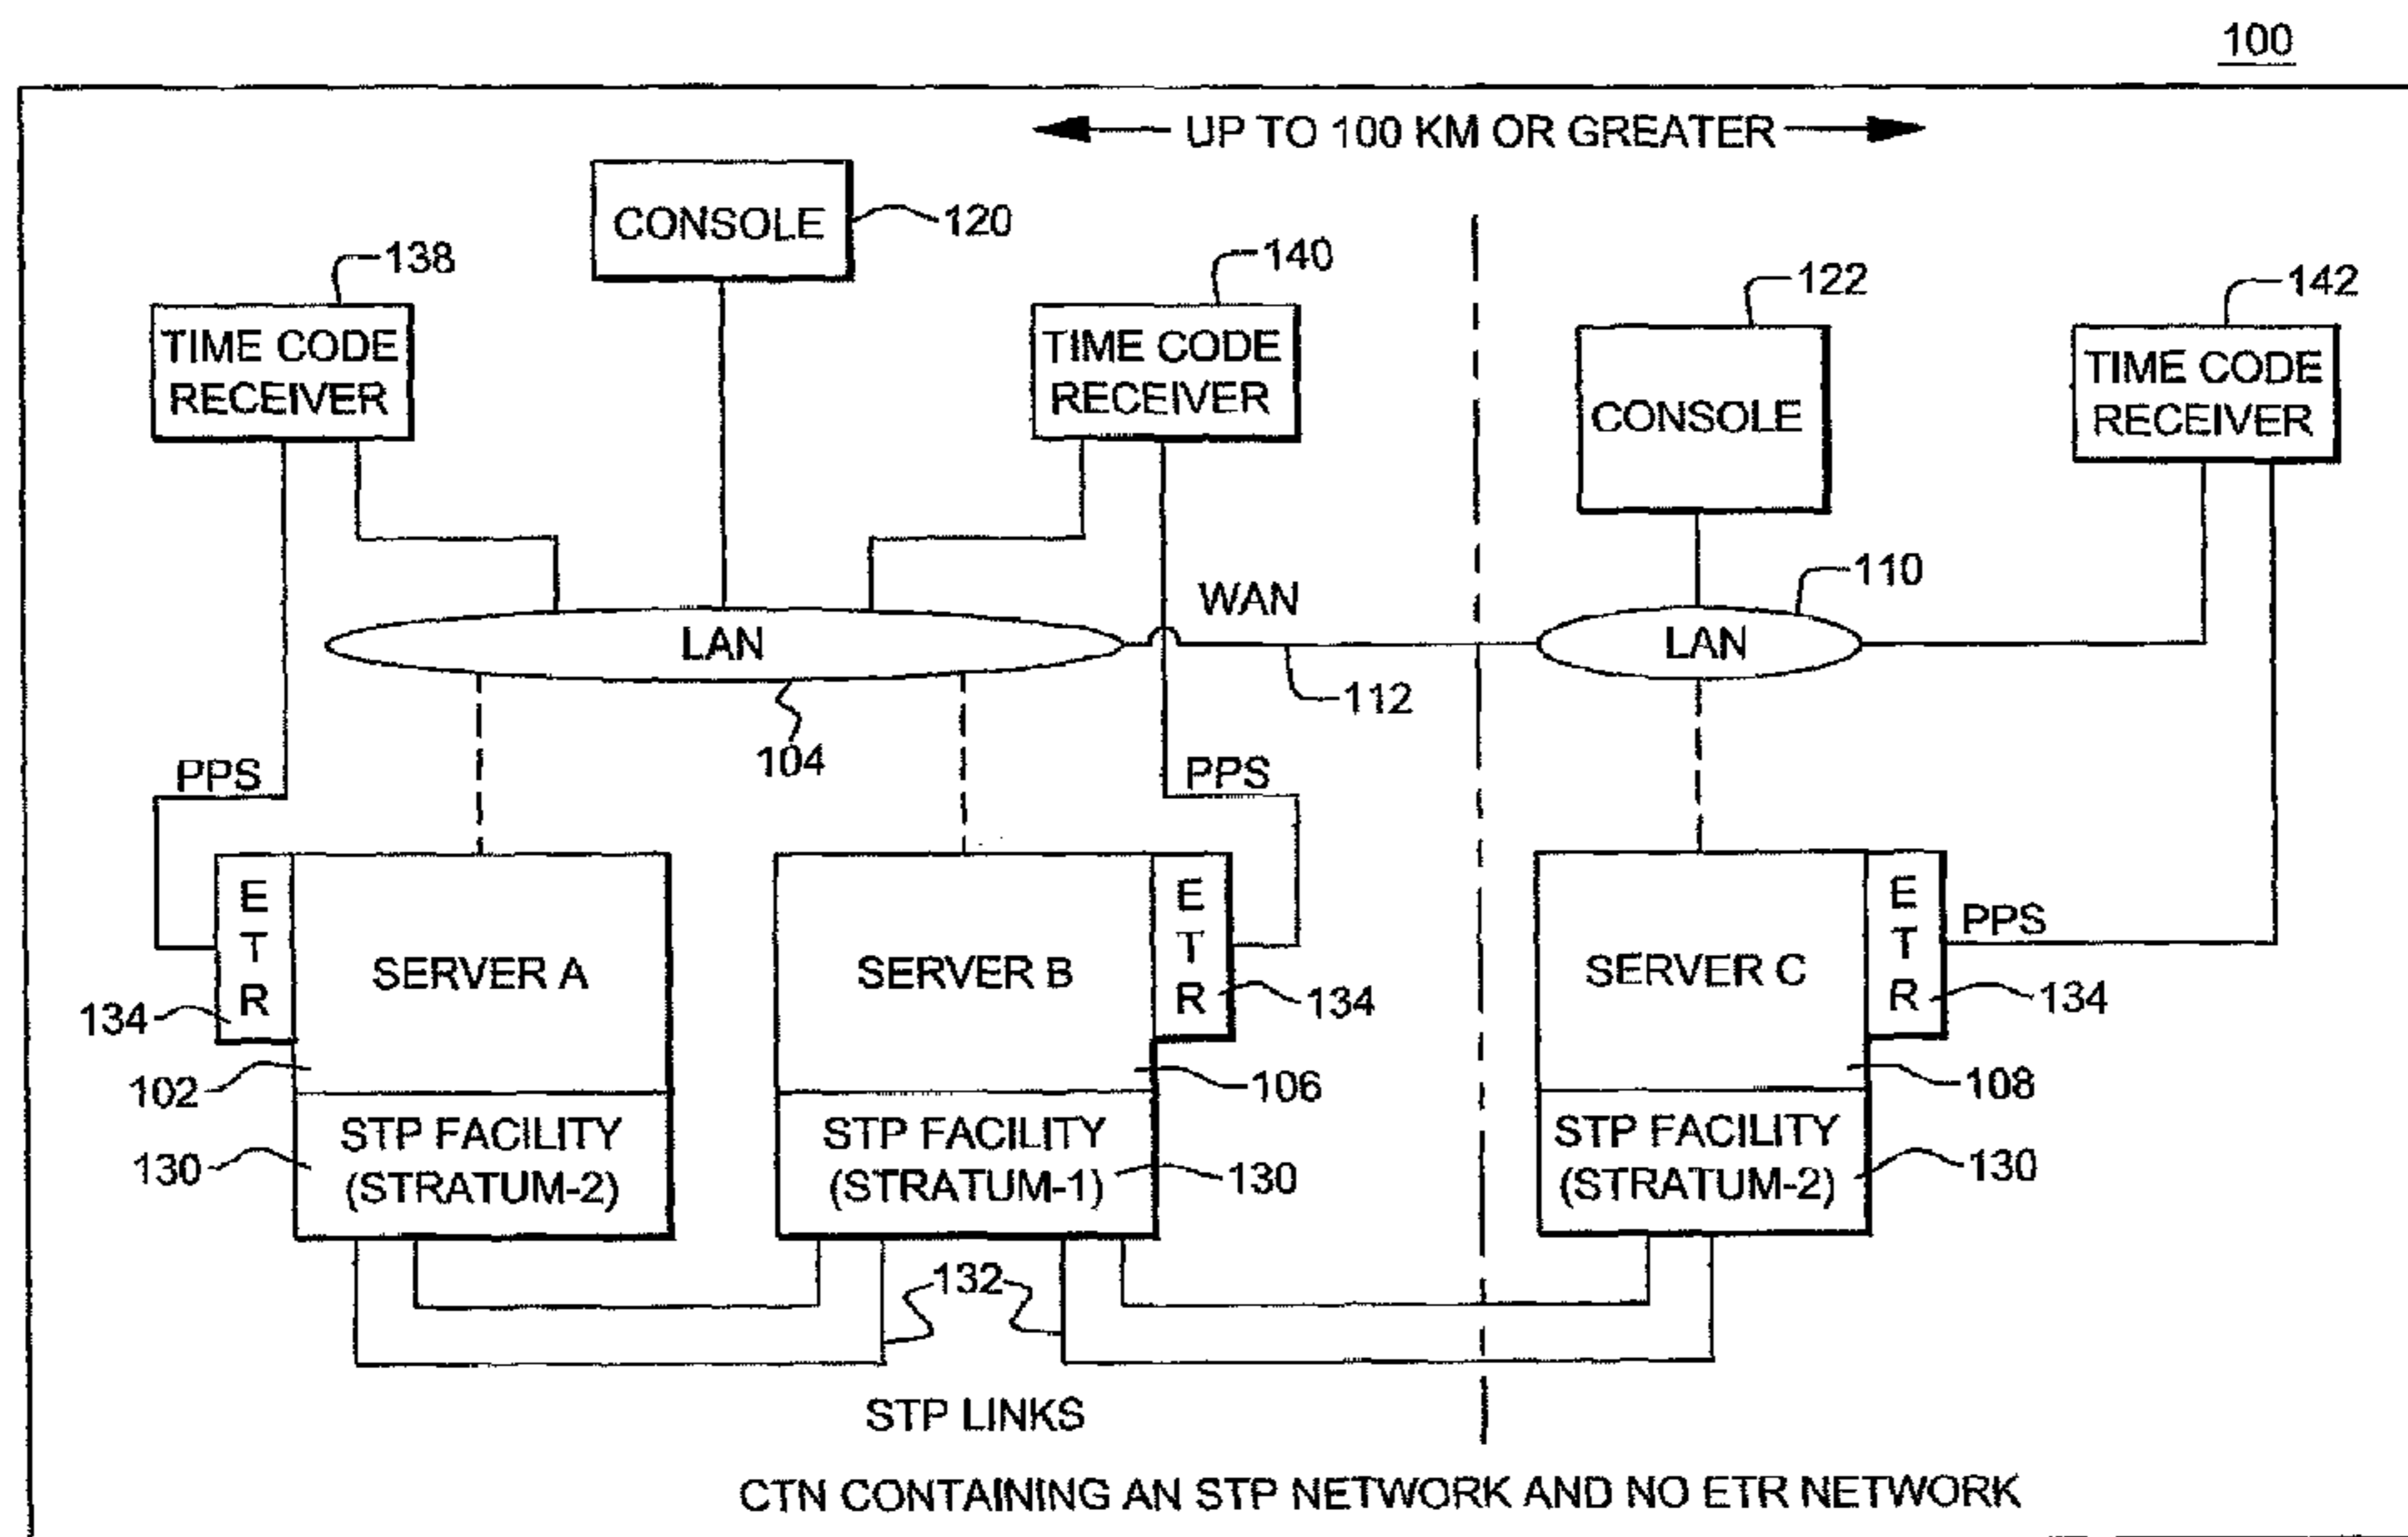 100
UP TO 100 KM OR GREATER
CONSOLE
120
138
140
122
142
TIME CODE
RECEIVER
TIME CODE
RECEIVER
CONSOLE
TIME CODE
RECEIVER
WAN
110
LAN
LAN
112
104
PPS
PPS
E
T
R
SERVER A
SERVER B
E
T
R
SERVER C
E
T
R
PPS
134
134
134
102
106
108
STP FACILITY
(STRATUM-2)
130
STP FACILITY
(STRATUM-1)
130
STP FACILITY
(STRATUM-2)
130
132
STP LINKS
CTN CONTAINING AN STP NETWORK AND NO ETR NETWORK